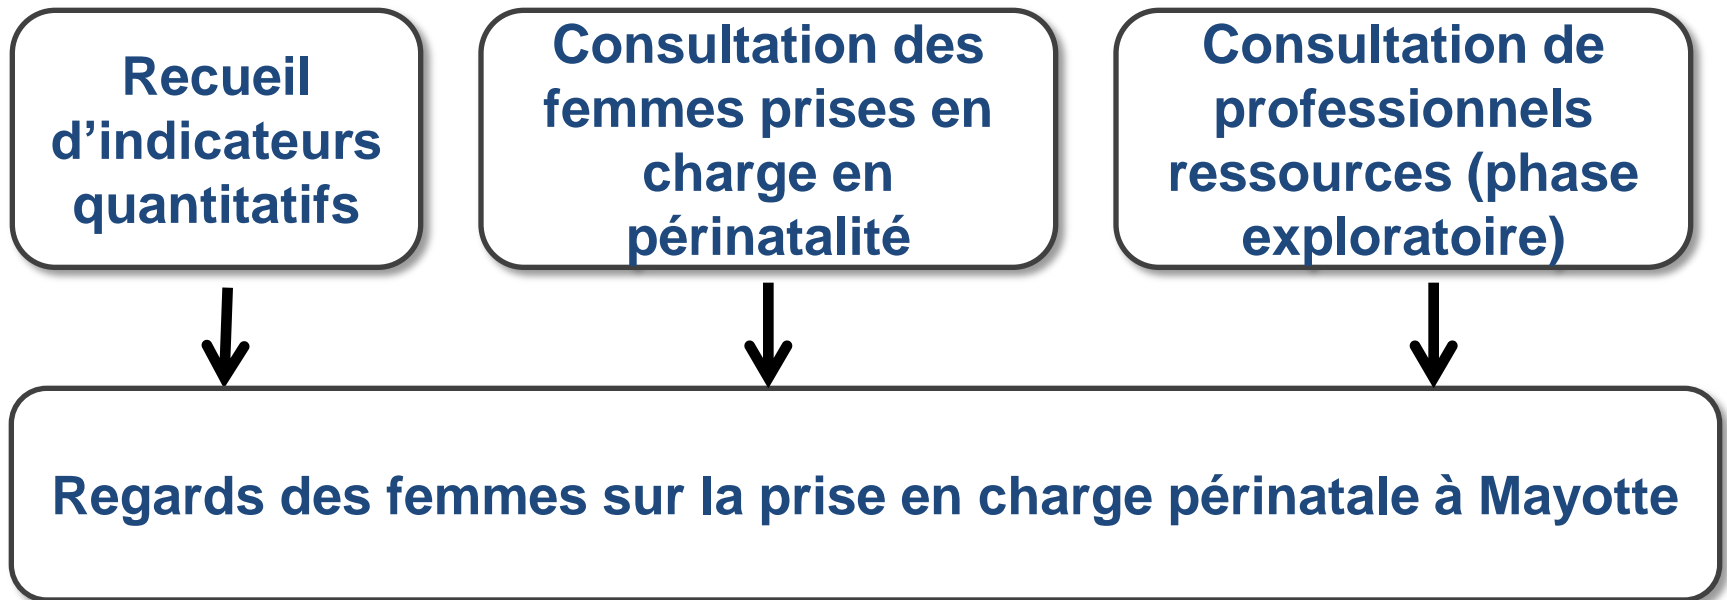 Recueil
d’indicateurs
quantitatifs
Consultation des
femmes prises en
charge en
périnatalité
Consultation de
professionnels
ressources (phase
exploratoire)
Regards des femmes sur la prise en charge périnatale à Mayotte